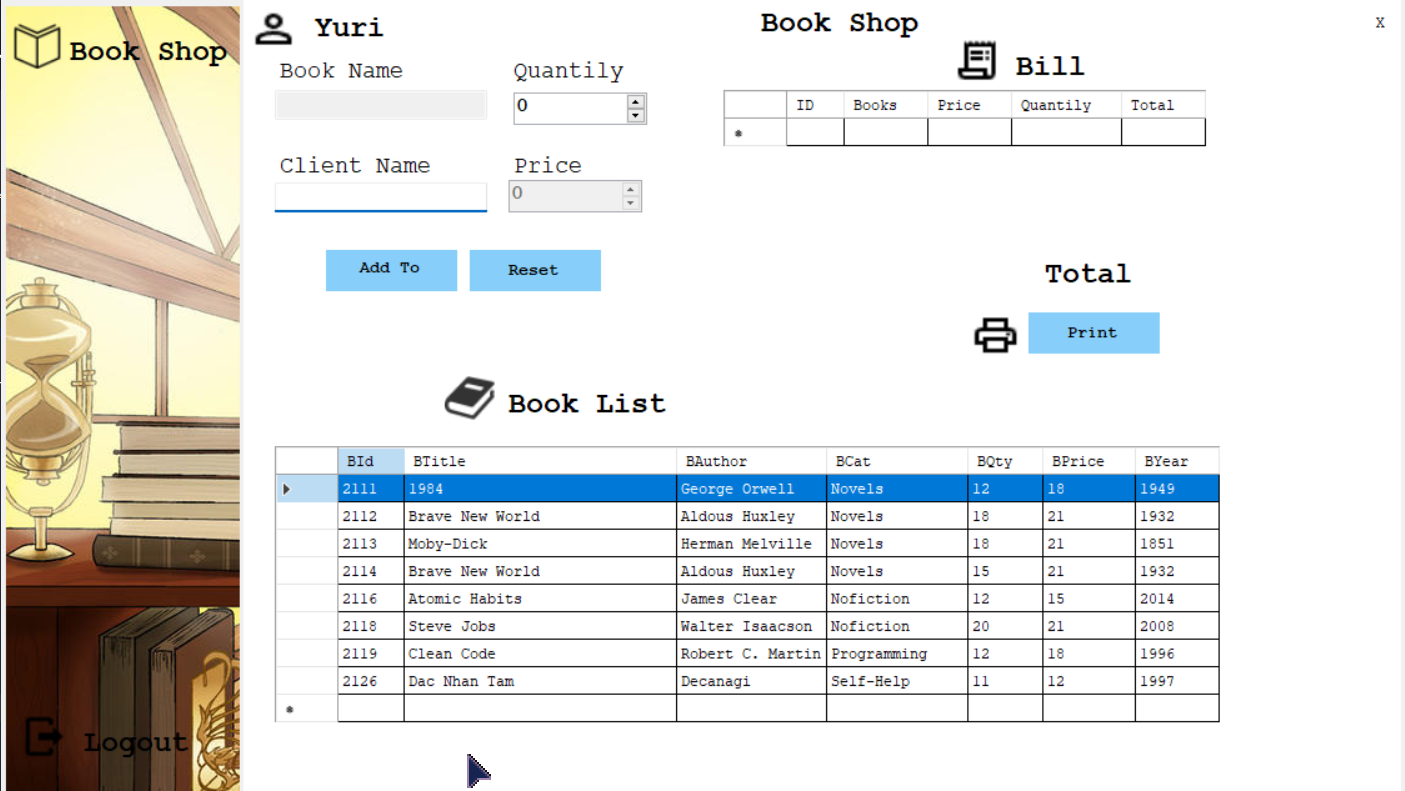 Book Shop
Yuri
Book Shop
X
Book Name
Quantily
Bill
0
ID Books Price Quantily Total
Client Name
Price
0
Add To
Reset
Total
Print
Book List
BId BTitle BAuthor BCat BQty BPrice BYear
2111 1984 George Orwell Novels 12 18 1949
2112 Brave New World Aldous Huxley Novels 18 21 1932
2113 Moby-Dick Herman Melville Novels 18 21 1851
2114 Brave New World Aldous Huxley Novels 15 21 1932
2116 Atomic Habits James Clear Nofiction 12 15 2014
2118 Steve Jobs Walter Isaacson Nofiction 20 21 2008
2119 Clean Code Robert C. Martin Programming 12 18 1996
2126 Dac Nhan Tam Decanagi Self-Help 11 12 1997
Logout